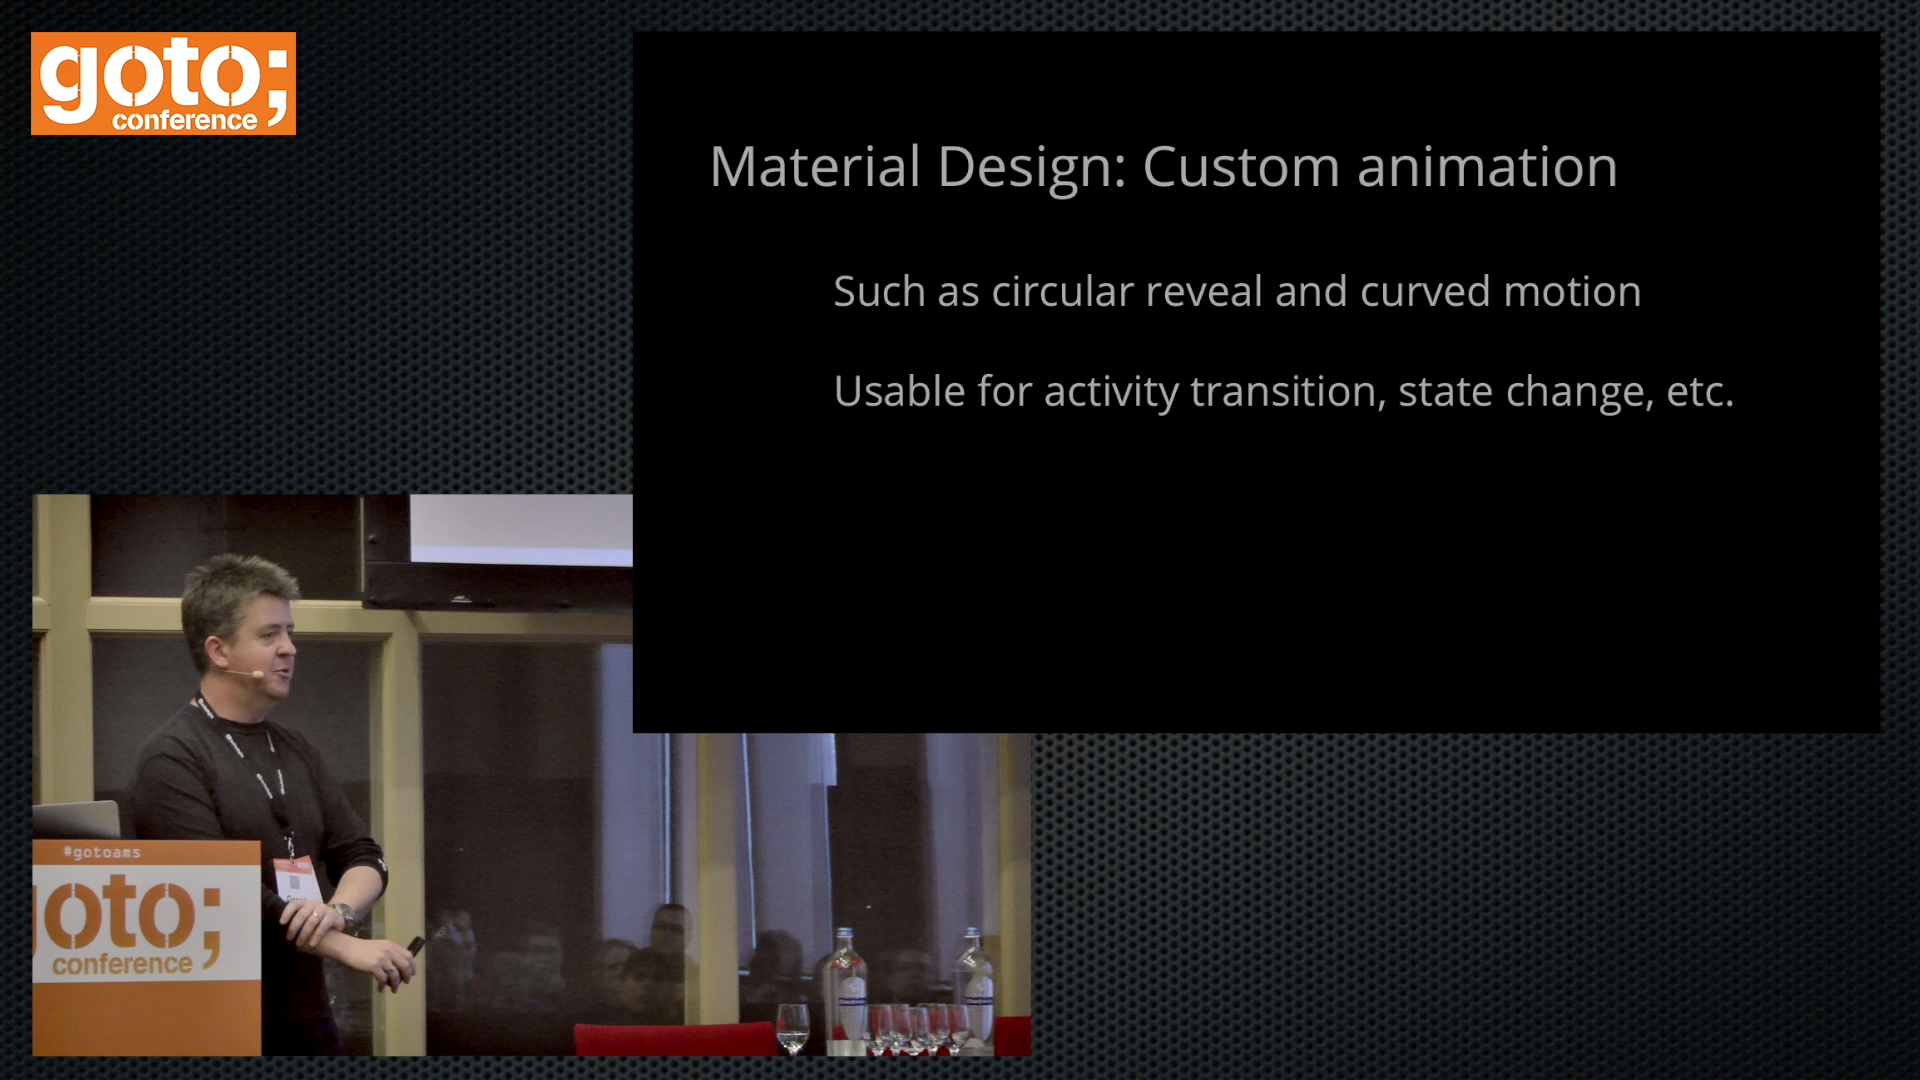 goto;
conference
Material Design: Custom animation
Such as circular reveal and curved motion
Usable for activity transition, state change, etc.
#gotoams
oto;
conference